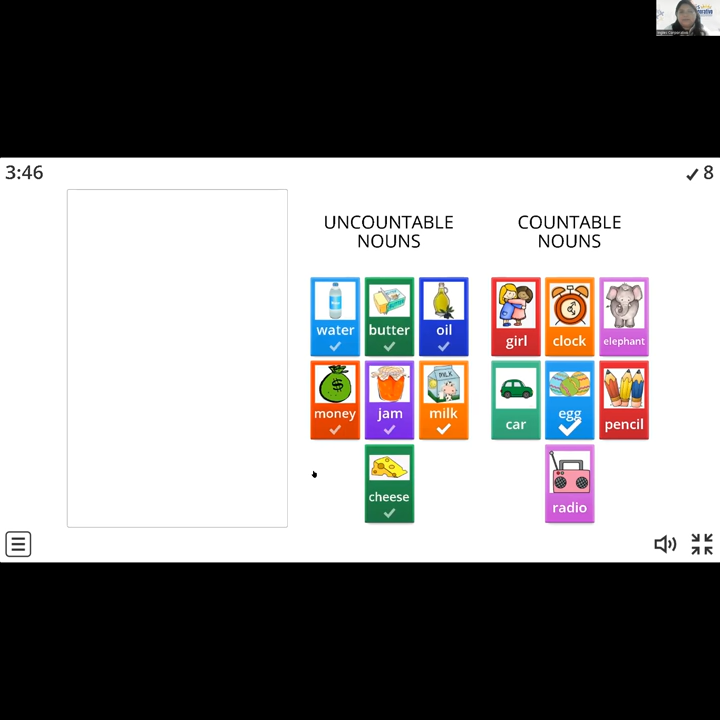 3:46
8
UNCOUNTABLE
NOUNS
COUNTABLE
NOUNS
water
butter
oil
girl
clock
elephant
money
jam
milk
car
egg
pencil
cheese
radio
MILK